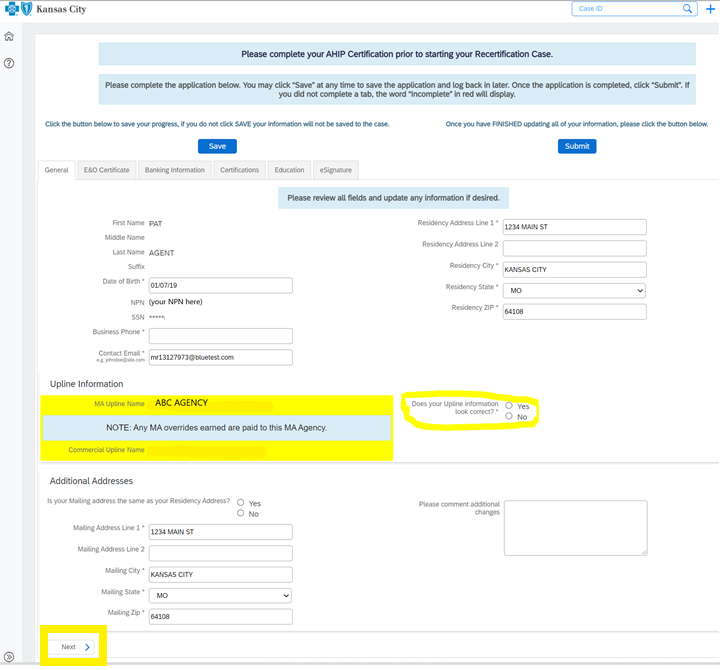 Kansas City
Case ID
Please complete your AHIP Certification prior to starting your Recertification Case.
Please complete the application below. You may click “Save” at any time to save the application and log back in later. Once the application is completed, click “Submit”. If
you did not complete a tab, the word “Incomplete” in red will display.
Click the button below to save your progress, if you do not click SAVE your information will not be saved to the case.
Once you have FINISHED updating all of your information, please click the button below.
Save
Submit
General
E&O Certificate
Banking Information
Certifications
Education
eSignature
Please review all fields and update any information if desired.
First Name PAT
Middle Name
Last Name AGENT
Suffix
Date of Birth * 01/07/19
NPN (your NPN here)
SSN *****
Business Phone *
Contact Email * mr13127973@bluetest.com
e.g. johndoe@site.com
Residency Address Line 1 * 1234 MAIN ST
Residency Address Line 2
Residency City * KANSAS CITY
Residency State * MO
Residency ZIP * 64108
Upline Information
MA Upline Name ABC AGENCY
NOTE: Any MA overrides earned are paid to this MA Agency.
Commercial Upline Name
Does your Upline information
look correct? *
Yes
No
Additional Addresses
Is your Mailing address the same as your Residency Address?
Yes
No
Mailing Address Line 1 * 1234 MAIN ST
Mailing Address Line 2
Mailing City * KANSAS CITY
Mailing State * MO
Mailing Zip * 64108
Please comment additional
changes
Next